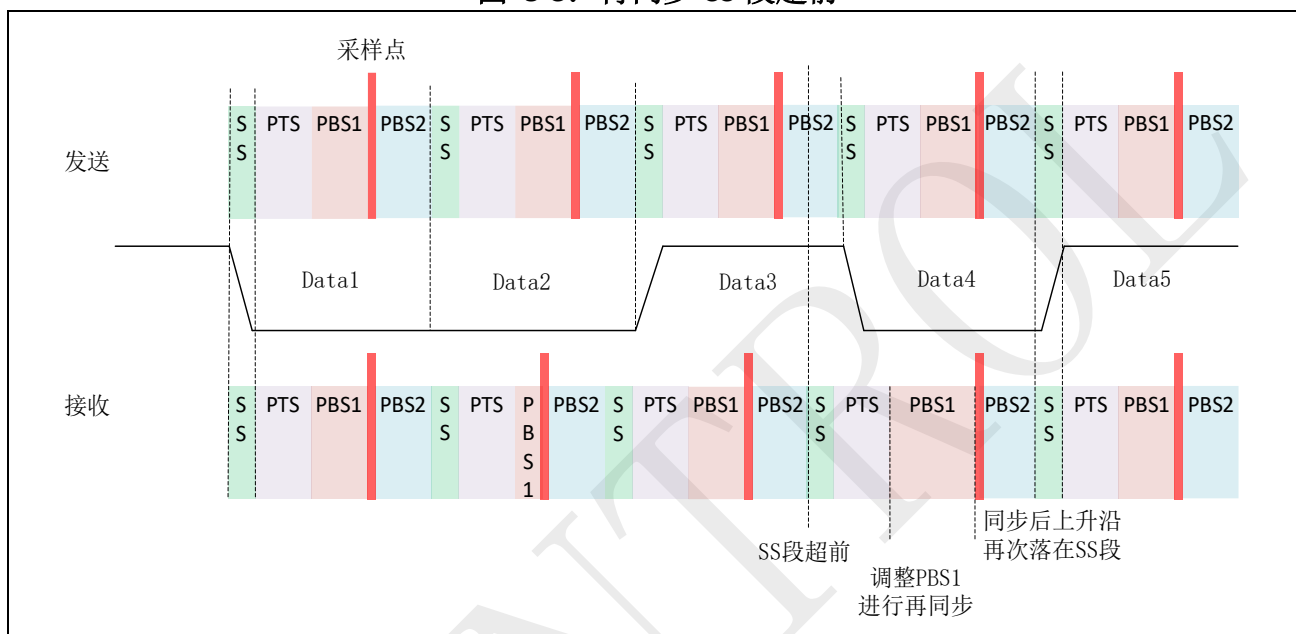 采样点
S S PTS PBS1 PBS2 S S PTS PBS1 PBS2 S S PTS PBS1 PBS2 S S PTS PBS1 PBS2 S S PTS PBS1 PBS2
发送
Data1 Data2 Data3 Data4 Data5
接收
S S PTS PBS1 PBS2 S S PTS PBS1 PBS2 S S PTS PBS1 PBS2 S S PTS PBS1 PBS2 S S PTS PBS1 PBS2
SS段超前
调整PBS1
进行再同步
同步后上升沿
再次落在SS段
NTROL